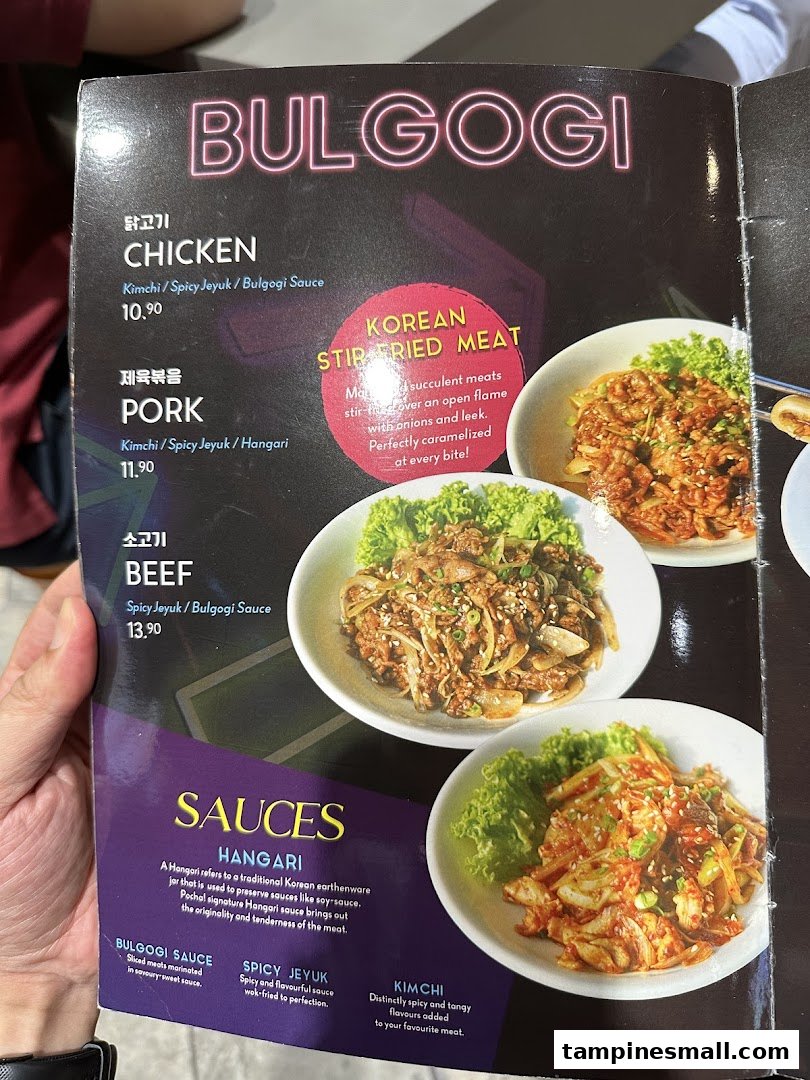 BULGOGI
닭고기
CHICKEN
Kimchi / Spicy Jeyuk / Bulgogi Sauce
10.90
제육볶음
PORK
Kimchi / Spicy Jeyuk / Hangari
11.90
소고기
BEEF
Spicy Jeyuk / Bulgogi Sauce
13.90
KOREAN
STIR-FRIED MEAT
succulent meats
over an open flame
with onions and leek.
Perfectly caramelized
at every bite!
SAUCES
HANGARI
A Hangari refers to a traditional Korean earthenware
jar that is used to preserve sauces like soy-sauce.
Pocha! signature Hangari sauce brings out
the originality and tenderness of the meat.
BULGOGI SAUCE
Sliced meats marinated
in savoury-sweet sauce.
SPICY JEYUK
Spicy and flavourful sauce
wok-fried to perfection.
KIMCHI
Distinctly spicy and tangy
flavours added
to your favourite meat.
tampinesmall.com